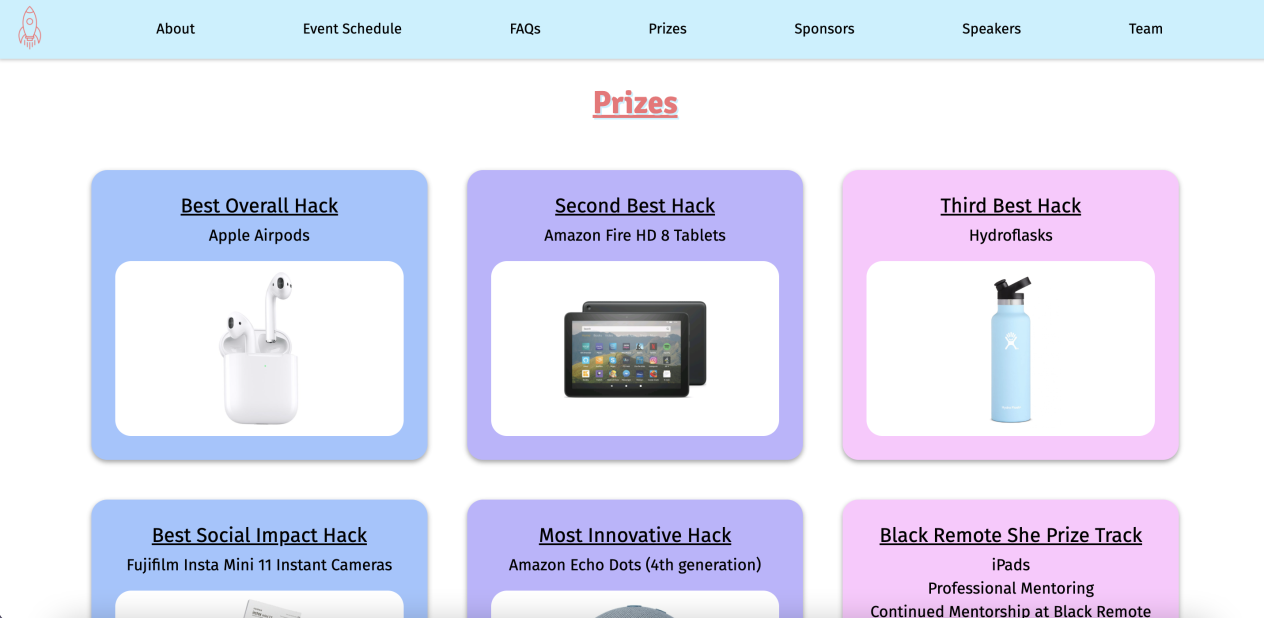 About Event Schedule FAQs Prizes Sponsors Speakers Team
Prizes
Best Overall Hack
Apple Airpods
Second Best Hack
Amazon Fire HD 8 Tablets
Third Best Hack
Hydroflasks
Best Social Impact Hack
Fujifilm Insta Mini 11 Instant Cameras
Most Innovative Hack
Amazon Echo Dots (4th generation)
Black Remote She Prize Track
iPads
Professional Mentoring
Continued Mentorship at Black Remote